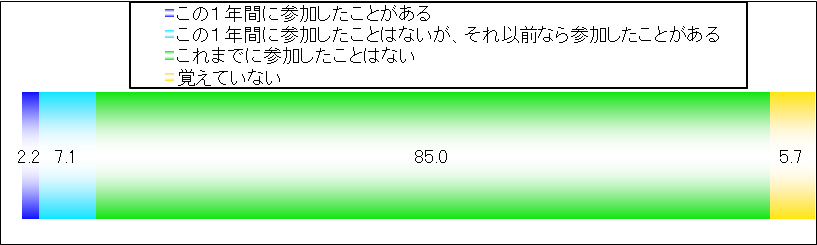 この１年間に参加したことがある
この１年間に参加したことはないが、それ以前なら参加したことがある
これまでに参加したことはない
覚えていない
2.2 7.1 85.0 5.7